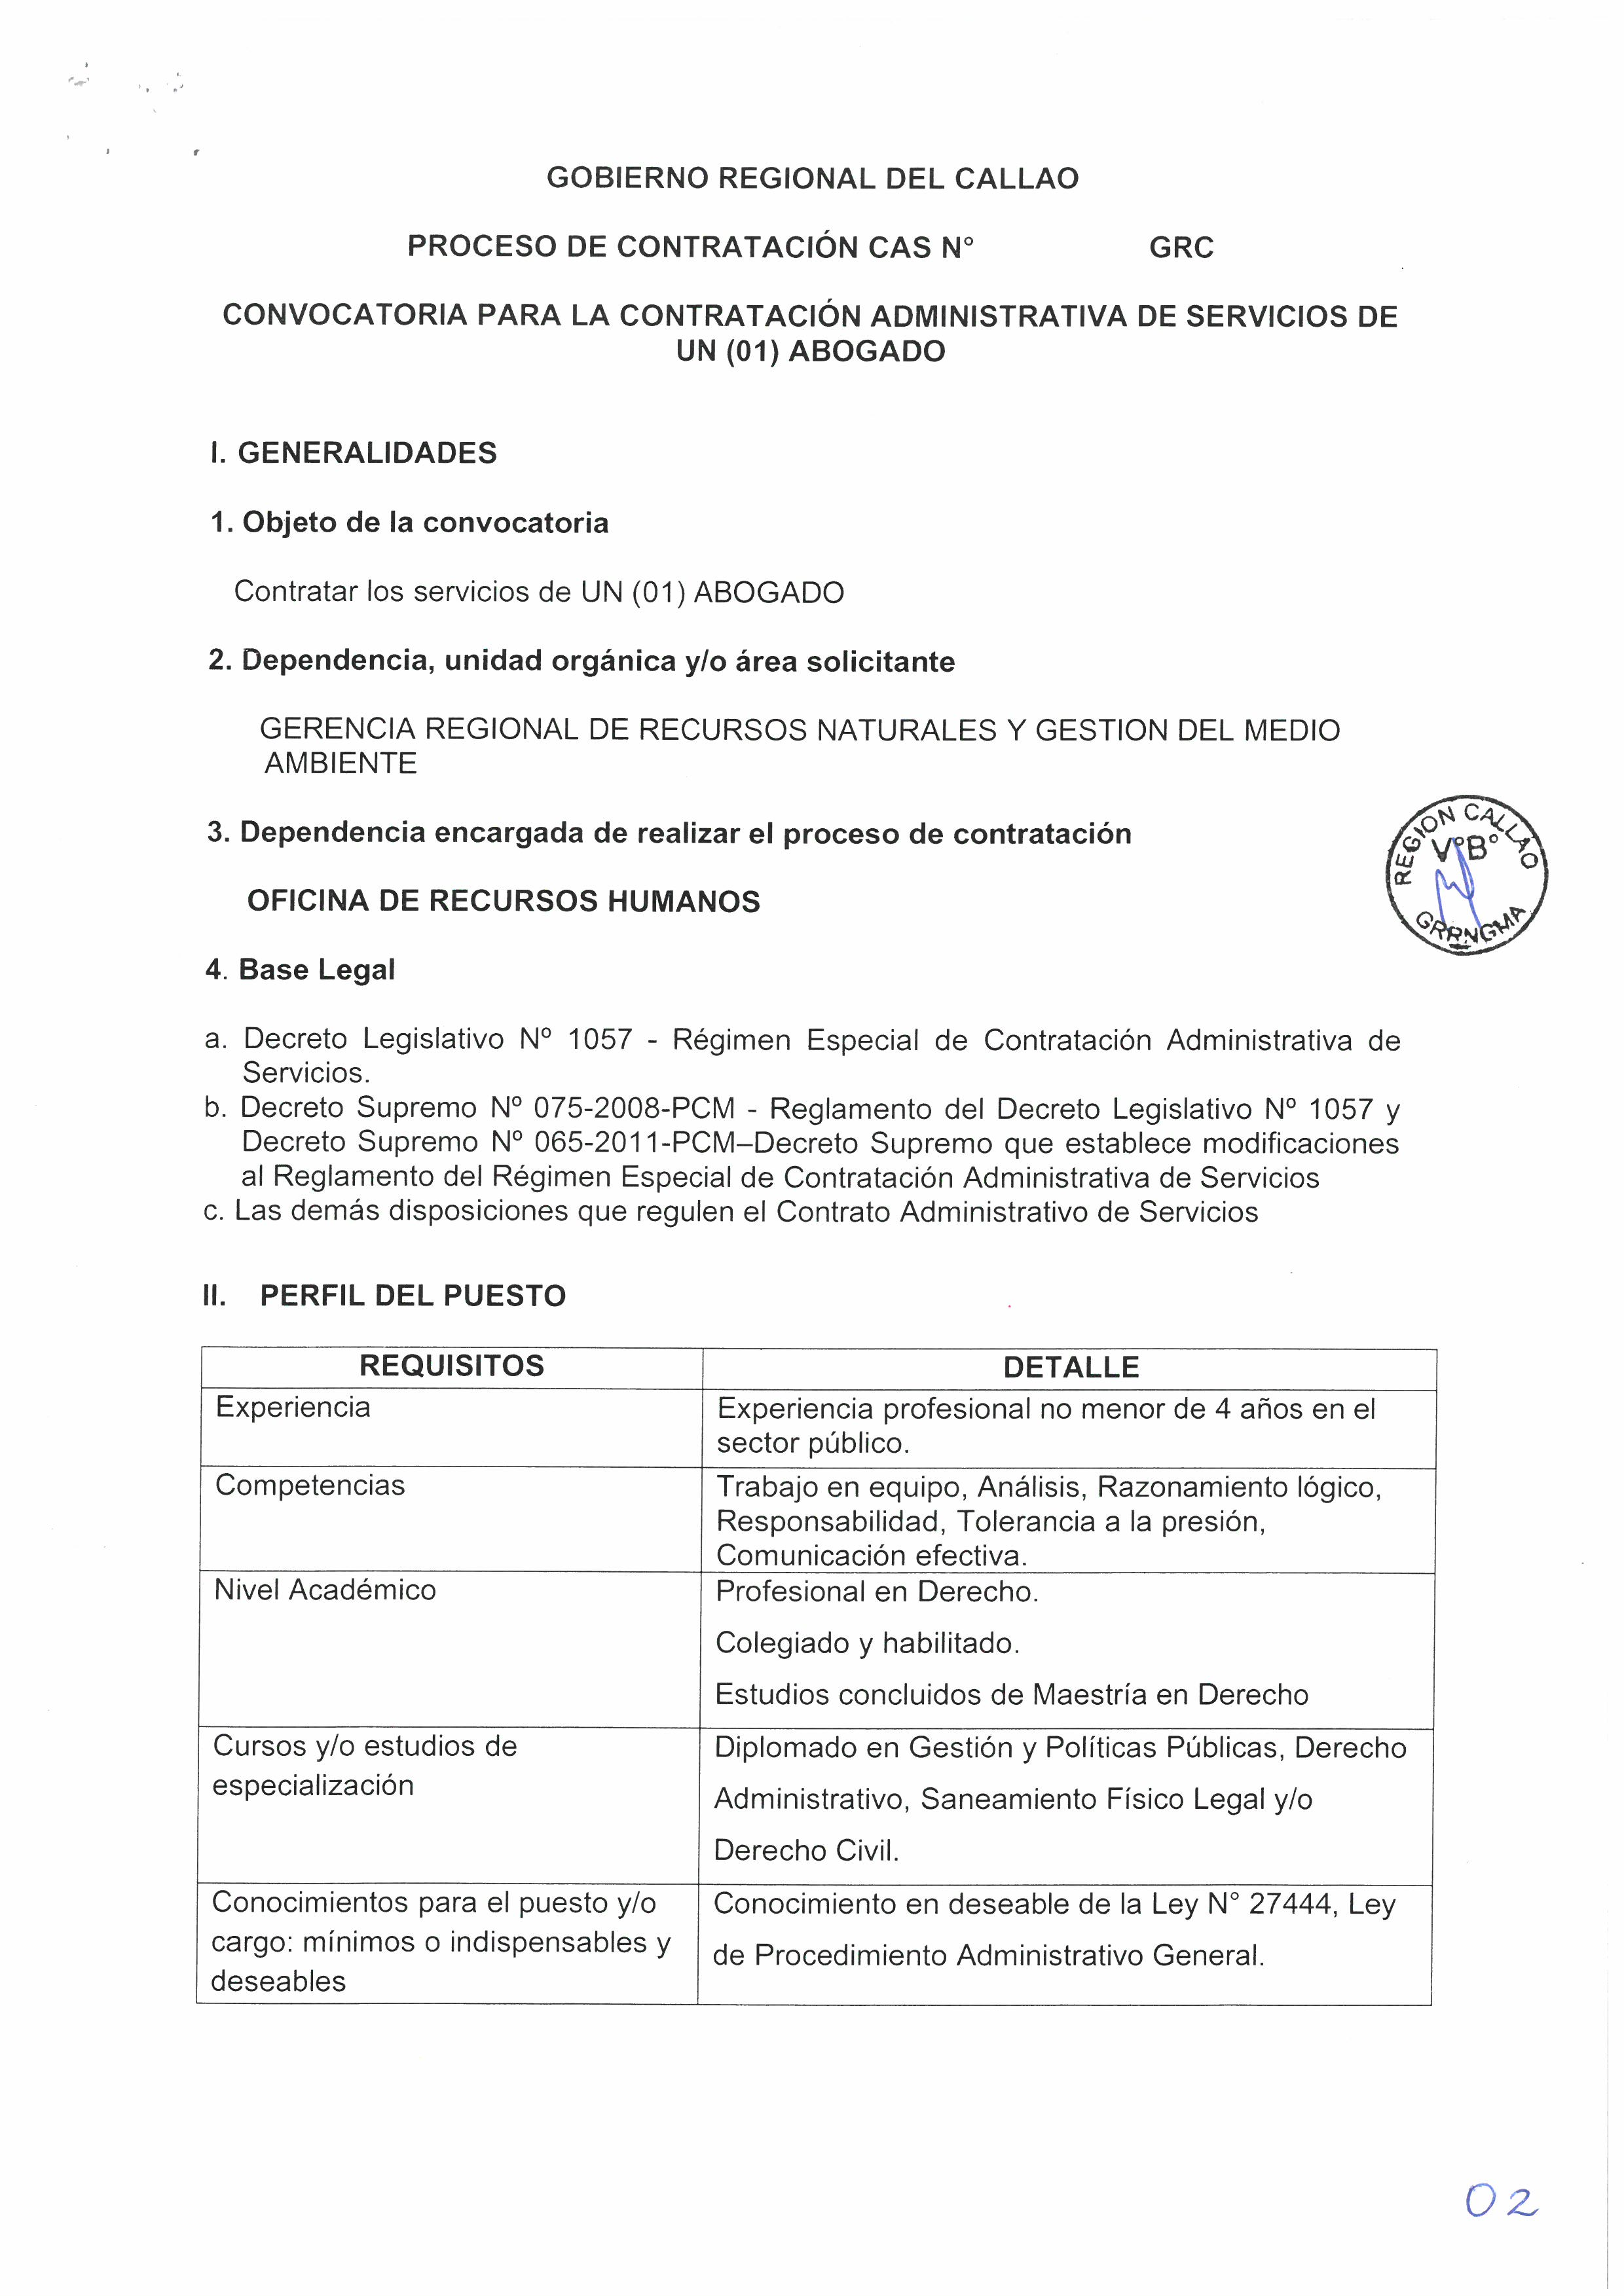 GOBIERNO REGIONAL DEL CALLAO
PROCESO DE CONTRATACIÓN CAS N° GRC
CONVOCATORIA PARA LA CONTRATACIÓN ADMINISTRATIVA DE SERVICIOS DE
UN (01) ABOGADO
I. GENERALIDADES
1. Objeto de la convocatoria
Contratar los servicios de UN (01) ABOGADO
2. Dependencia, unidad orgánica y/o área solicitante
GERENCIA REGIONAL DE RECURSOS NATURALES Y GESTION DEL MEDIO
AMBIENTE
3. Dependencia encargada de realizar el proceso de contratación
REGION CALLAO
V°B°
GRRNGMA
OFICINA DE RECURSOS HUMANOS
4. Base Legal
a. Decreto Legislativo Nº 1057 - Régimen Especial de Contratación Administrativa de
Servicios.
b. Decreto Supremo Nº 075-2008-PCM - Reglamento del Decreto Legislativo Nº 1057 y
Decreto Supremo Nº 065-2011-PCM–Decreto Supremo que establece modificaciones
al Reglamento del Régimen Especial de Contratación Administrativa de Servicios
c. Las demás disposiciones que regulen el Contrato Administrativo de Servicios
II. PERFIL DEL PUESTO
REQUISITOS DETALLE
Experiencia
Experiencia profesional no menor de 4 años en el
sector público.
Competencias
Trabajo en equipo, Análisis, Razonamiento lógico,
Responsabilidad, Tolerancia a la presión,
Comunicación efectiva.
Nivel Académico
Profesional en Derecho.
Colegiado y habilitado.
Estudios concluidos de Maestría en Derecho
Cursos y/o estudios de
especialización
Diplomado en Gestión y Políticas Públicas, Derecho
Administrativo, Saneamiento Físico Legal y/o
Derecho Civil.
Conocimientos para el puesto y/o
cargo: mínimos o indispensables y
deseables
Conocimiento en deseable de la Ley N° 27444, Ley
de Procedimiento Administrativo General.
02